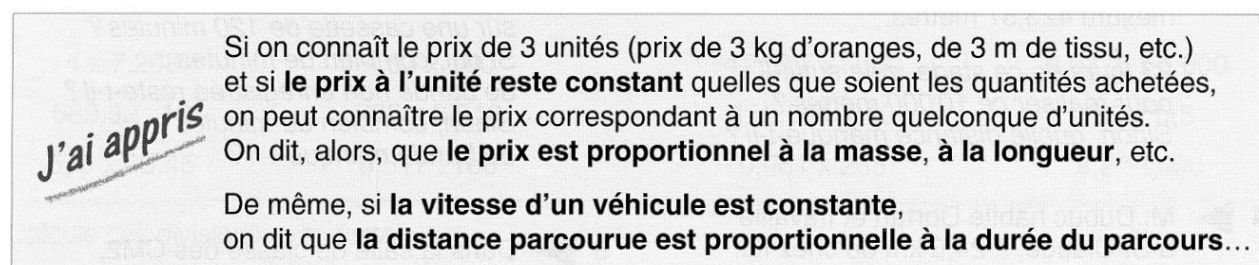 J'ai appris
Si on connaît le prix de 3 unités (prix de 3 kg d'oranges, de 3 m de tissu, etc.)
et si le prix à l'unité reste constant quelles que soient les quantités achetées,
on peut connaître le prix correspondant à un nombre quelconque d'unités.
On dit, alors, que le prix est proportionnel à la masse, à la longueur, etc.
De même, si la vitesse d'un véhicule est constante,
on dit que la distance parcourue est proportionnelle à la durée du parcours...